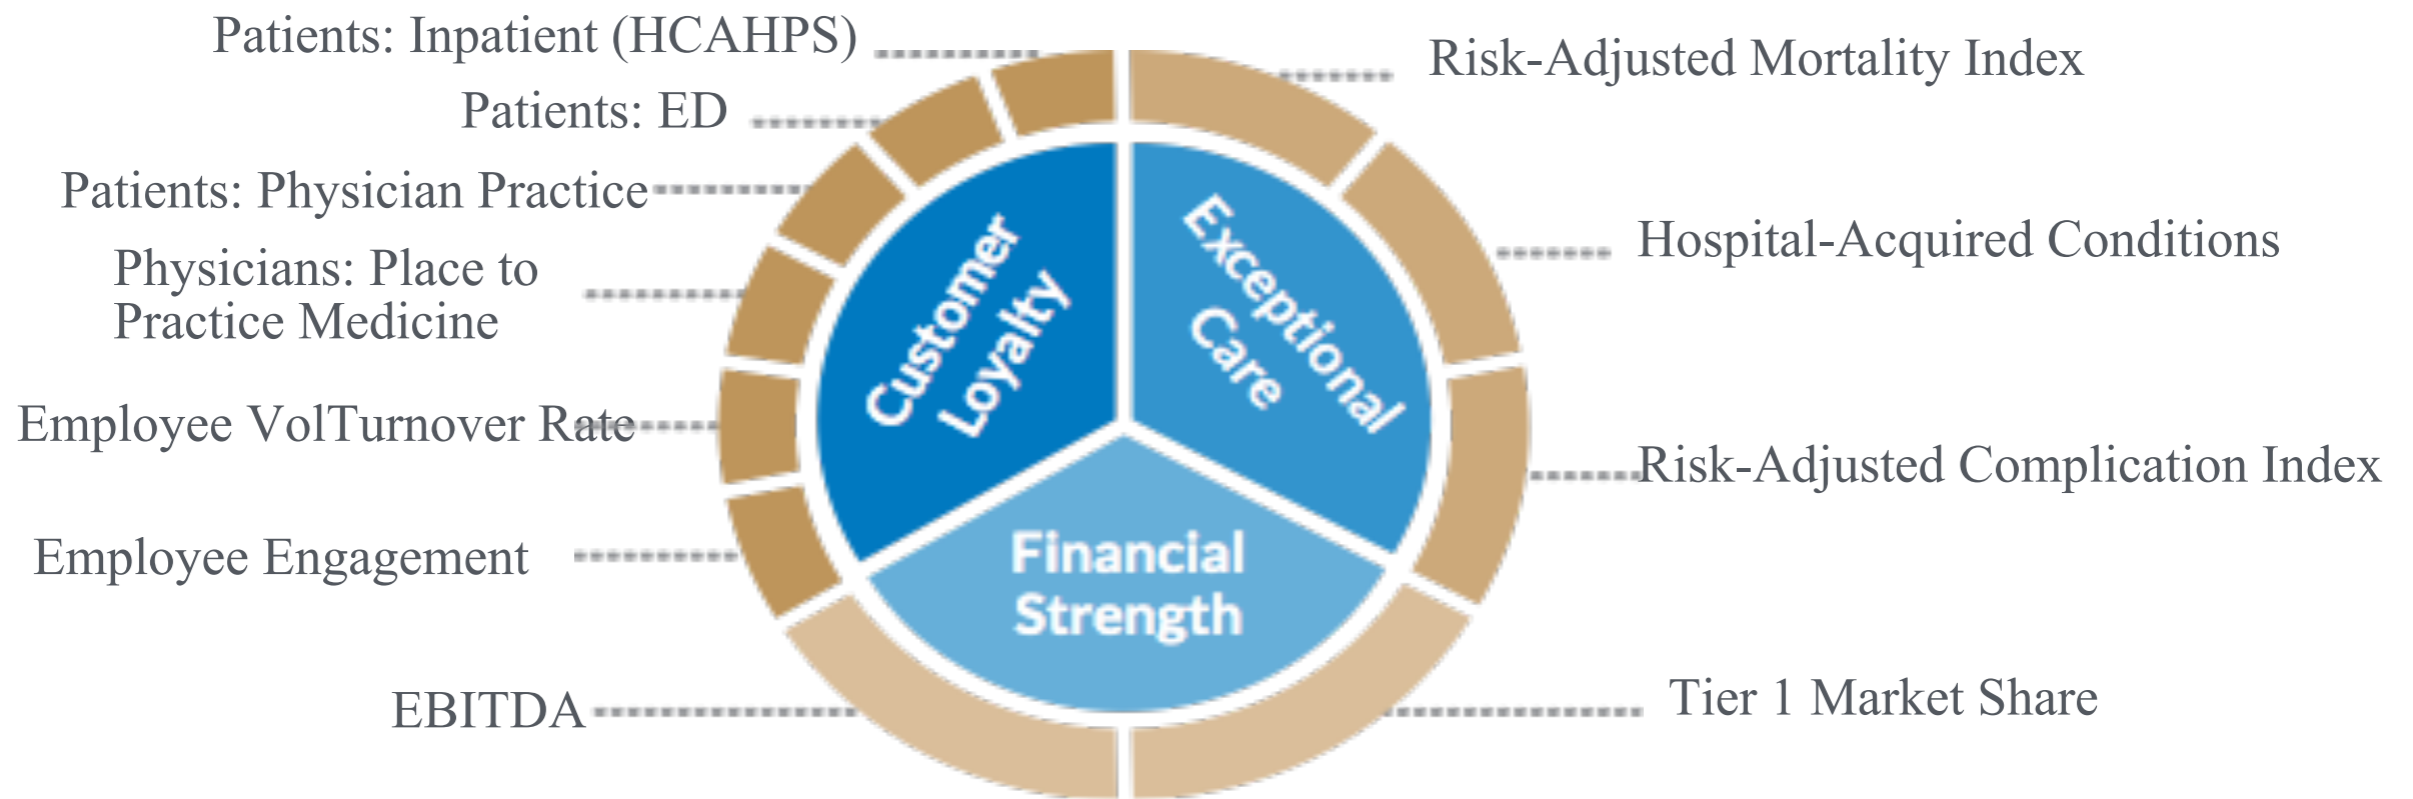 Patients: Inpatient (HCAHPS)
Patients: ED
Patients: Physician Practice
Physicians: Place to
Practice Medicine
Employee VolTurnover Rate
Employee Engagement
EBITDA
Customer
Loyalty
Exceptional
Care
Financial
Strength
Risk-Adjusted Mortality Index
Hospital-Acquired Conditions
Risk-Adjusted Complication Index
Tier 1 Market Share